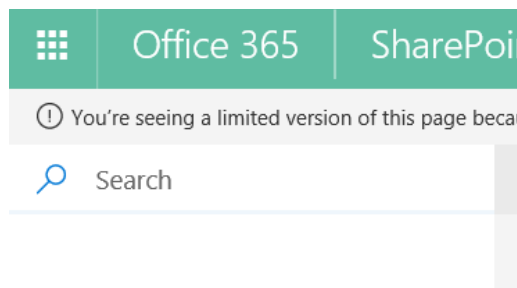 Office 365 SharePoi
You're seeing a limited version of this page beca
Search